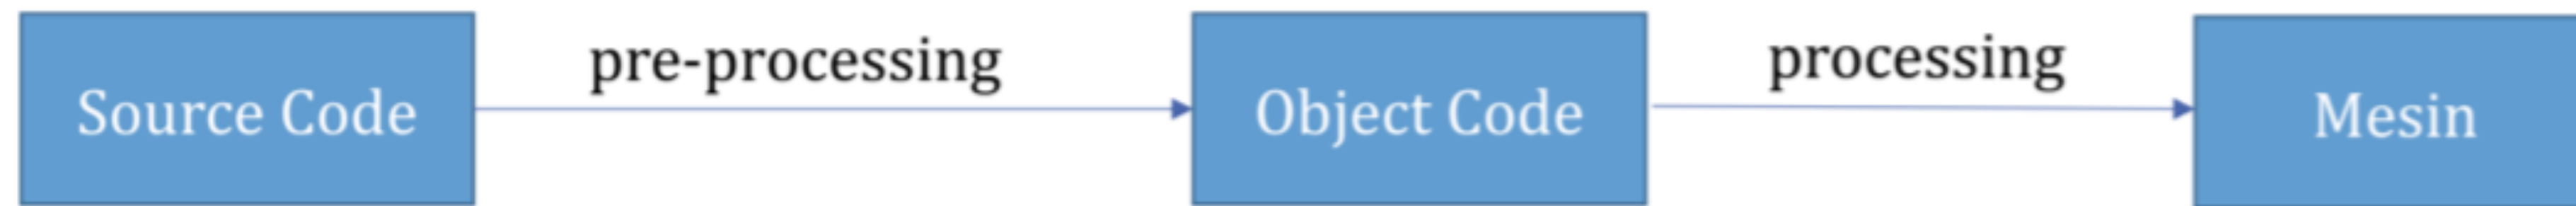 Source Code
pre-processing
Object Code
processing
Mesin